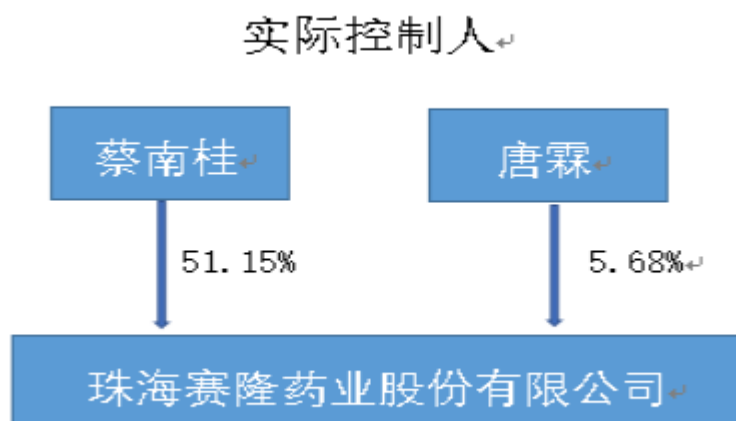 实际控制人
蔡南桂
唐霖
51.15%
5.68%
珠海赛隆药业股份有限公司